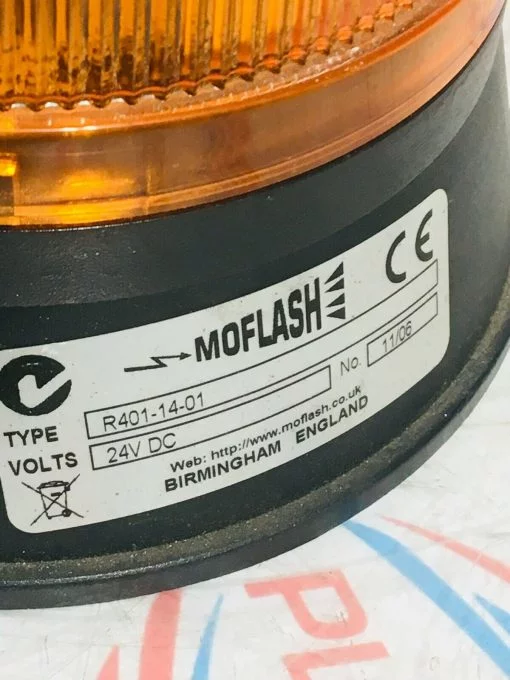 MOFLASH
CE
TYPE R401-14-01
VOLTS 24V DC
No. 11/06
Web: http://www.moflash.co.uk
BIRMINGHAM ENGLAND
PL